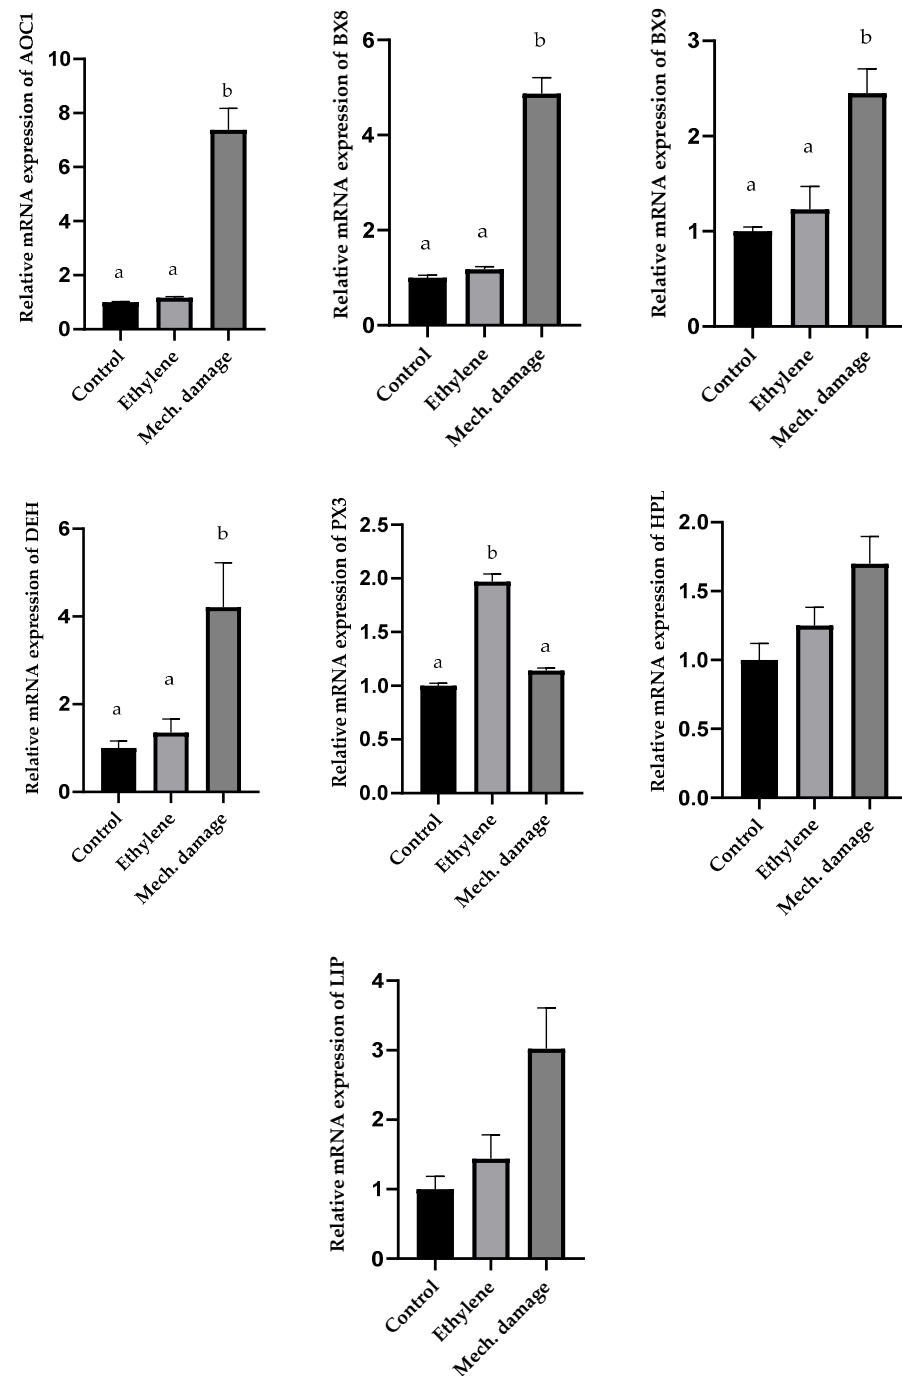 Relative mRNA expression of AOC1
10
8
6
4
2
0
a
a
b
Control
Ethylene
Mech. damage
Relative mRNA expression of BX8
6
4
2
0
a
a
b
Control
Ethylene
Mech. damage
Relative mRNA expression of BX9
3
2
1
0
a
a
b
Control
Ethylene
Mech. damage
Relative mRNA expression of DEH
6
4
2
0
a
a
b
Control
Ethylene
Mech. damage
Relative mRNA expression of PX3
2.5
2.0
1.5
1.0
0.5
0.0
a
b
a
Control
Ethylene
Mech. damage
Relative mRNA expression of HPL
2.0
1.5
1.0
0.5
0.0
Control
Ethylene
Mech. damage
Relative mRNA expression of LIP
4
3
2
1
0
Control
Ethylene
Mech. damage